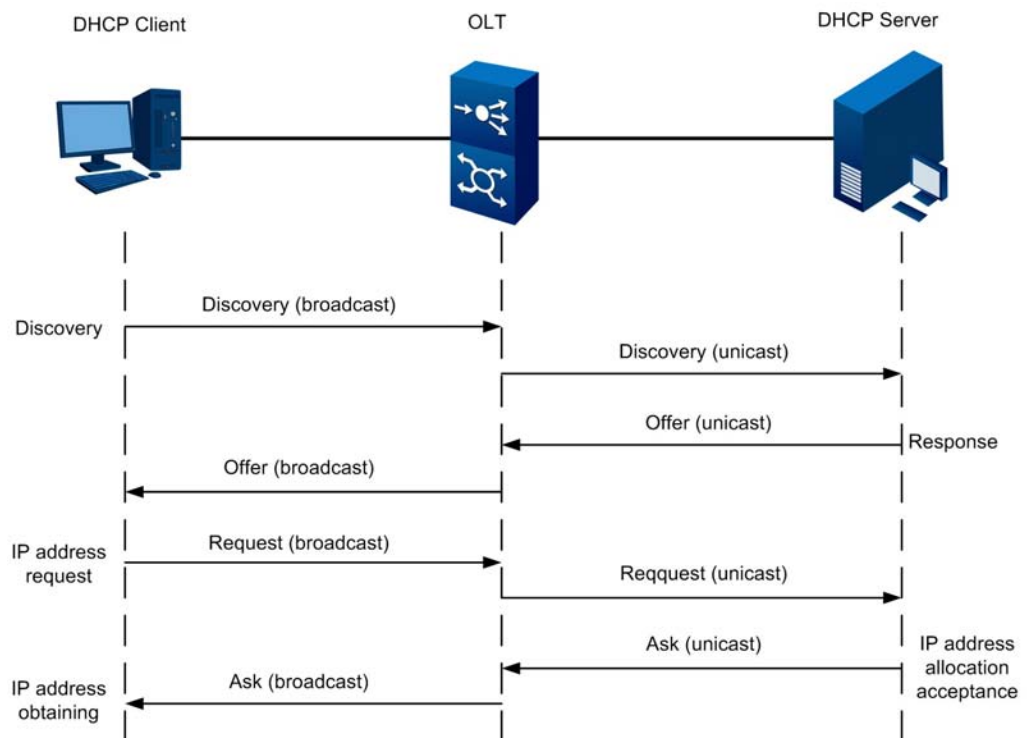 DHCP Client
OLT
DHCP Server
Discovery
Discovery (broadcast)
Discovery (unicast)
Offer (unicast)
Response
Offer (broadcast)
IP address
request
Request (broadcast)
Reqquest (unicast)
Ask (unicast)
IP address
allocation
acceptance
IP address
obtaining
Ask (broadcast)